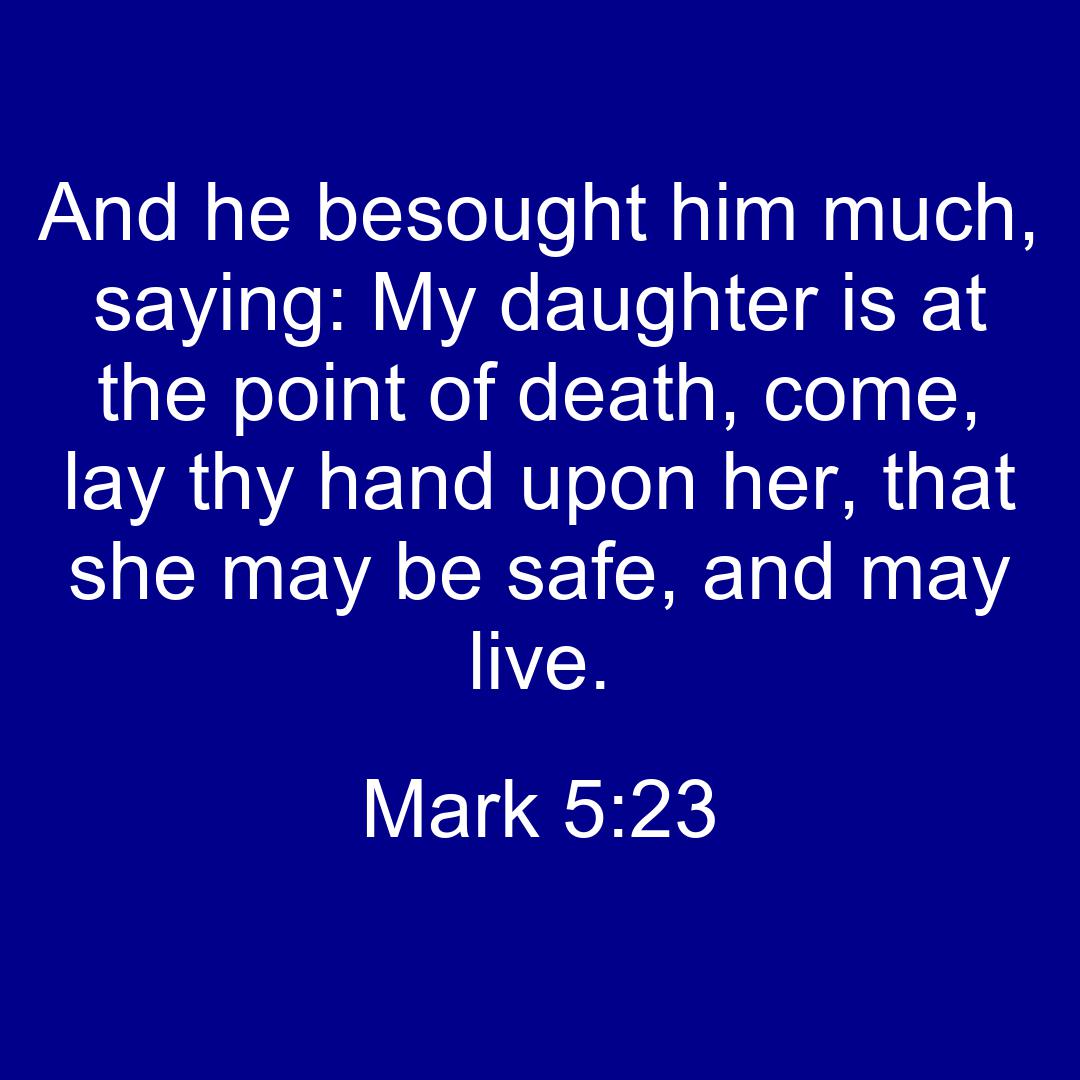 And he besought him much,
saying: My daughter is at
the point of death, come,
lay thy hand upon her, that
she may be safe, and may
live.
Mark 5:23